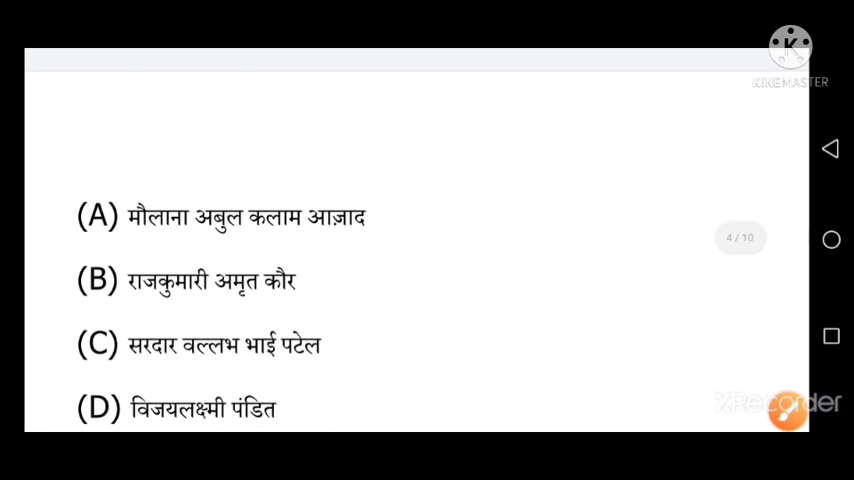 K
KINEMASTER
(A) मौलाना अबुल कलाम आज़ाद
4 / 10
(B) राजकुमारी अमृत कौर
(C) सरदार वल्लभ भाई पटेल
XRecorder
(D) विजयलक्ष्मी पंडित